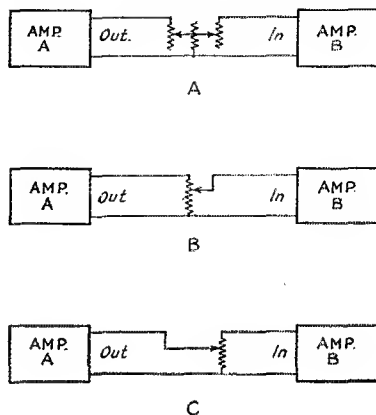 AMP. A Out. In AMP. B
A
AMP. A Out In AMP. B
B
AMP. A Out In AMP. B
C